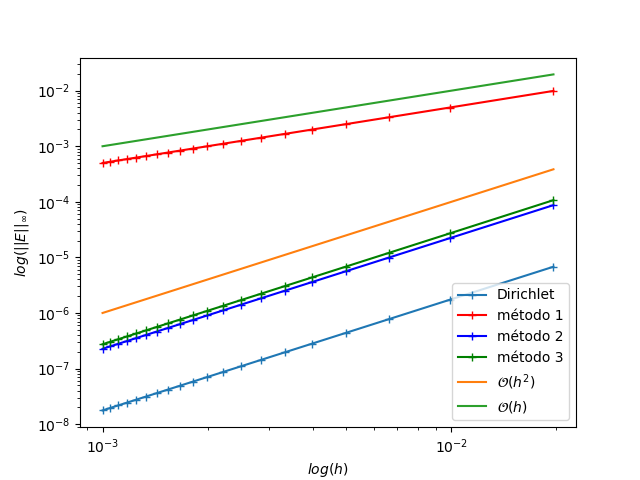 10⁻²
10⁻³
10⁻⁴
10⁻⁵
10⁻⁶
10⁻⁷
10⁻⁸
log(||E||∞)
10⁻³
10⁻²
log(h)
Dirichlet
método 1
método 2
método 3
𝒪(h²)
𝒪(h)